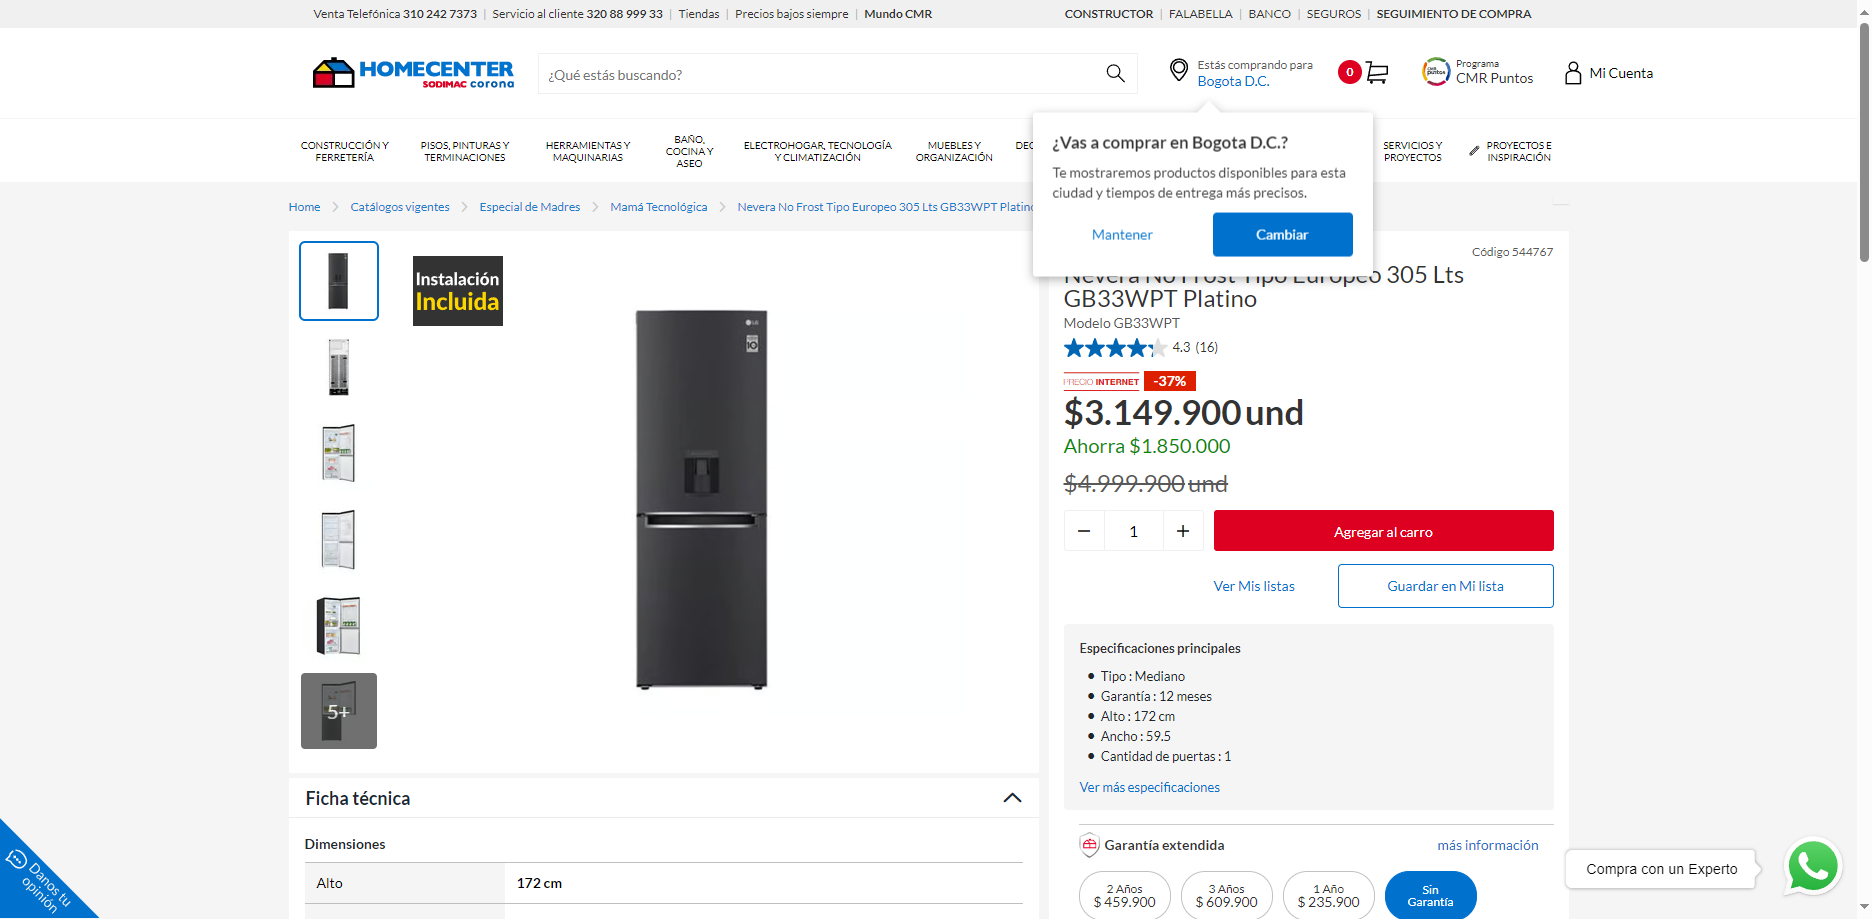 Venta Telefónica 310 242 7373 | Servicio al cliente 320 88 999 33 | Tiendas | Precios bajos siempre | Mundo CMR
CONSTRUCTOR | FALABELLA | BANCO | SEGUROS | SEGUIMIENTO DE COMPRA
HOMECENTER
SODIMAC corona
¿Qué estás buscando?
Estás comprando para
Bogota D.C.
0
Programa
CMR Puntos
Mi Cuenta
CONSTRUCCIÓN Y FERRETERÍA
PISOS, PINTURAS Y TERMINACIONES
HERRAMIENTAS Y MAQUINARIAS
BAÑO, COCINA Y ASEO
ELECTROHOGAR, TECNOLOGÍA Y CLIMATIZACIÓN
MUEBLES Y ORGANIZACIÓN
SERVICIOS Y PROYECTOS
PROYECTOS E INSPIRACIÓN
¿Vas a comprar en Bogota D.C.?
Te mostraremos productos disponibles para esta
ciudad y tiempos de entrega más precisos.
Mantener
Cambiar
Home > Catálogos vigentes > Especial de Madres > Mamá Tecnológica > Nevera No Frost Tipo Europeo 305 Lts GB33WPT Platino
Instalación
Incluida
LG
10
5+
Código 544767
Nevera No Frost Tipo Europeo 305 Lts
GB33WPT Platino
Modelo GB33WPT
4.3 (16)
PRECIO INTERNET -37%
$3.149.900 und
Ahorra $1.850.000
$4.999.900 und
− 1 +
Agregar al carro
Ver Mis listas
Guardar en Mi lista
Especificaciones principales
• Tipo : Mediano
• Garantía : 12 meses
• Alto : 172 cm
• Ancho : 59.5
• Cantidad de puertas : 1
Ver más especificaciones
Garantía extendida
más información
2 Años
$ 459.900
3 Años
$ 609.900
1 Año
$ 235.900
Sin
Garantía
Ficha técnica
Dimensiones
Alto 172 cm
Danos tu
opinión
Compra con un Experto